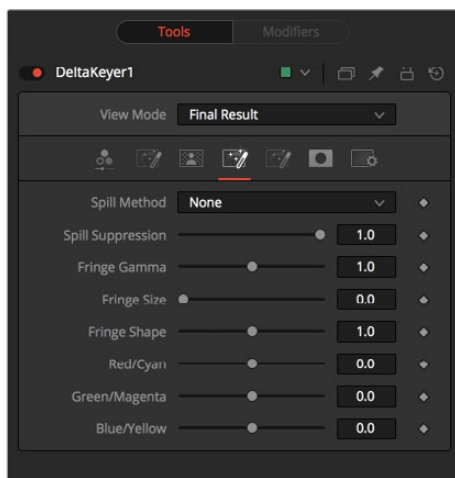 Tools Modifiers
DeltaKeyer1
View Mode Final Result
Spill Method None
Spill Suppression 1.0
Fringe Gamma 1.0
Fringe Size 0.0
Fringe Shape 1.0
Red/Cyan 0.0
Green/Magenta 0.0
Blue/Yellow 0.0